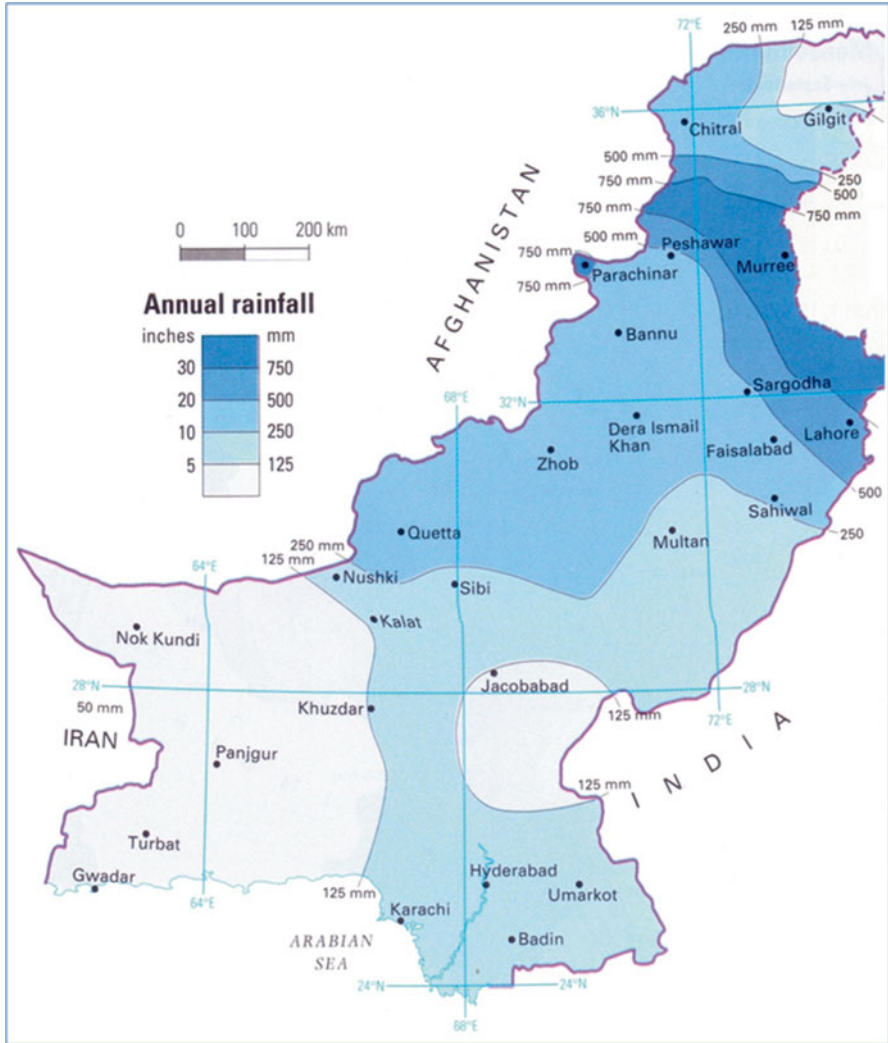 72°E
250 mm
125 mm
36°N
Chitral
Gilgit
500 mm
750 mm
750 mm
500 mm
250
500
750 mm
AFGHANISTAN
0 100 200 km
750 mm
750 mm
Parachinar
Peshawar
Murree
Annual rainfall
inches mm
30 750
20 500
10 250
5 125
Bannu
68°E
32°N
Sargodha
Dera Ismail
Khan
Zhob
Faisalabad
Lahore
500
Sahiwal
250
Quetta
Multan
250 mm
125 mm
64°E
Nushki
Sibi
Kalat
Nok Kundi
Jacobabad
28°N
28°N
50 mm
Khuzdar
125 mm
72°E
IRAN
INDIA
Panjgur
125 mm
Turbat
Gwadar
64°E
125 mm
Hyderabad
Umarkot
Karachi
ARABIAN
SEA
Badin
24°N
24°N
68°E